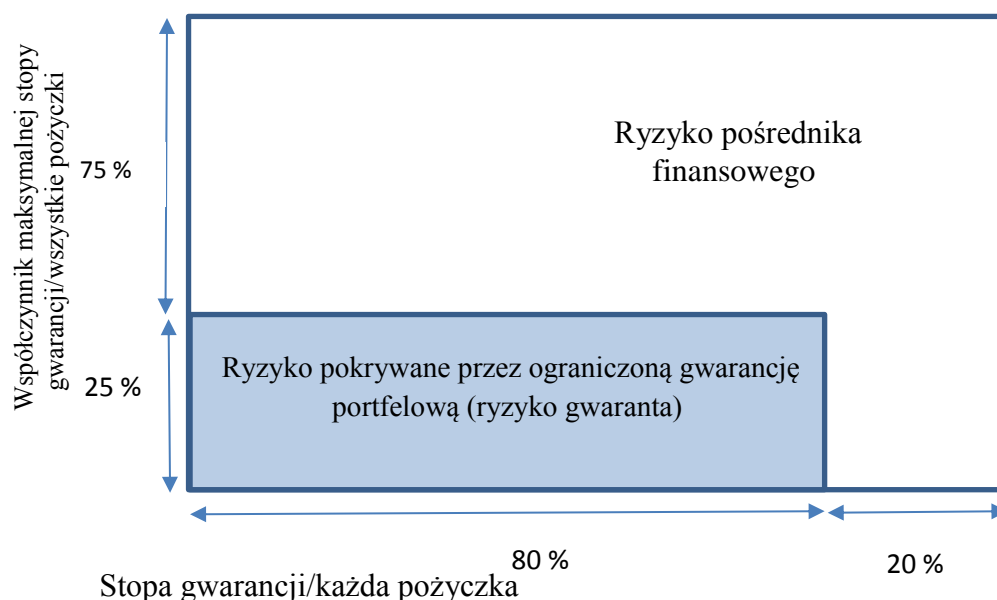 Współczynnik maksymalnej stopy
gwarancji/wszystkie pożyczki
75 %
25 %
Ryzyko pośrednika
finansowego
Ryzyko pokrywane przez ograniczoną gwarancję
portfelową (ryzyko gwaranta)
80 %
20 %
Stopa gwarancji/każda pożyczka